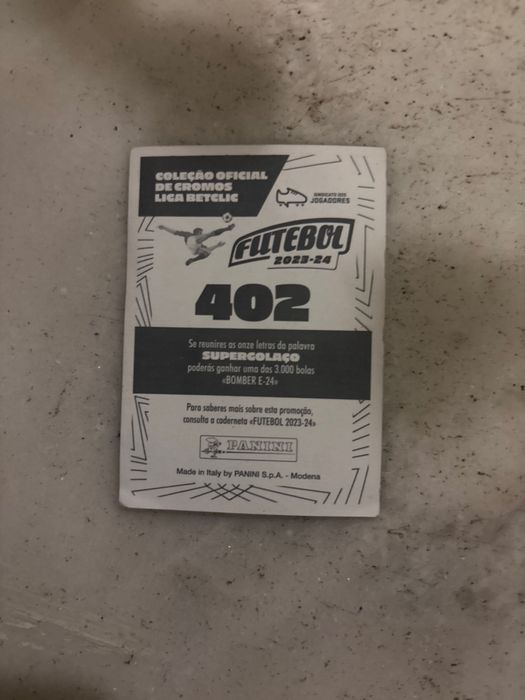 COLEÇÃO OFICIAL
DE CROMOS
LIGA BETCLIC
SINDICATO DOS
JOGADORES
FUTEBOL
2023-24
402
Se reunires as onze letras da palavra
SUPERGOLAÇO
poderás ganhar uma das 3.000 bolas
«BOMBER E-24»
Para saberes mais sobre esta promoção,
consulta a caderneta «FUTEBOL 2023-24»
PANINI
Made in Italy by PANINI S.p.A. - Modena